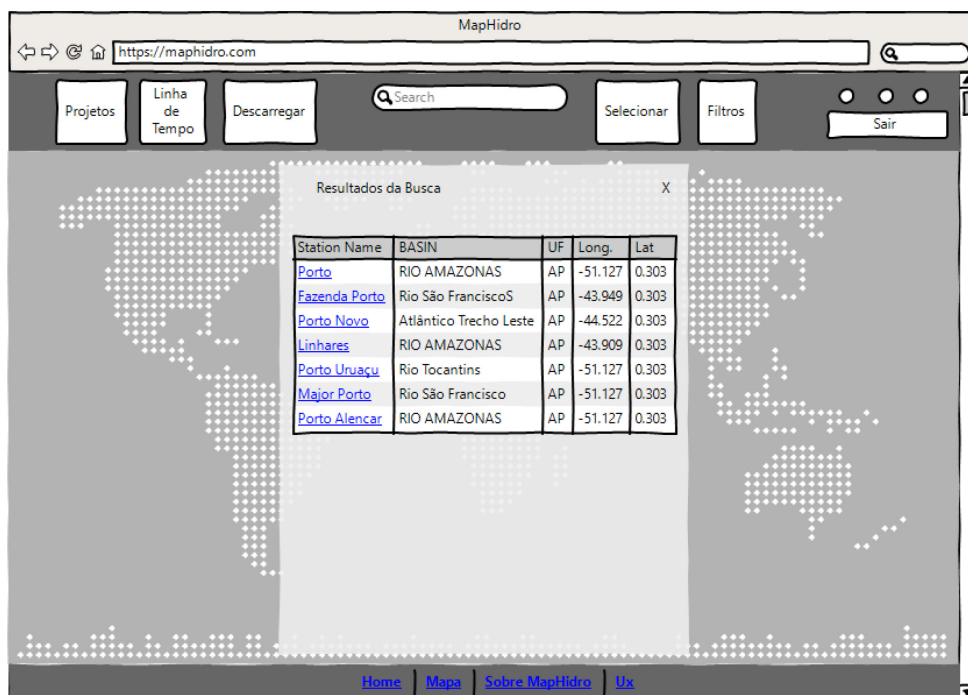 MapHidro
https://maphidro.com
Projetos
Linha
de
Tempo
Descarregar
Search
Selecionar
Filtros
Sair
Resultados da Busca X
Station Name BASIN UF Long. Lat
Porto RIO AMAZONAS AP -51.127 0.303
Fazenda Porto Rio São FranciscoS AP -43.949 0.303
Porto Novo Atlântico Trecho Leste AP -44.522 0.303
Linhares RIO AMAZONAS AP -43.909 0.303
Porto Uruaçu Rio Tocantins AP -51.127 0.303
Major Porto Rio São Francisco AP -51.127 0.303
Porto Alencar RIO AMAZONAS AP -51.127 0.303
Home Mapa Sobre MapHidro Ux